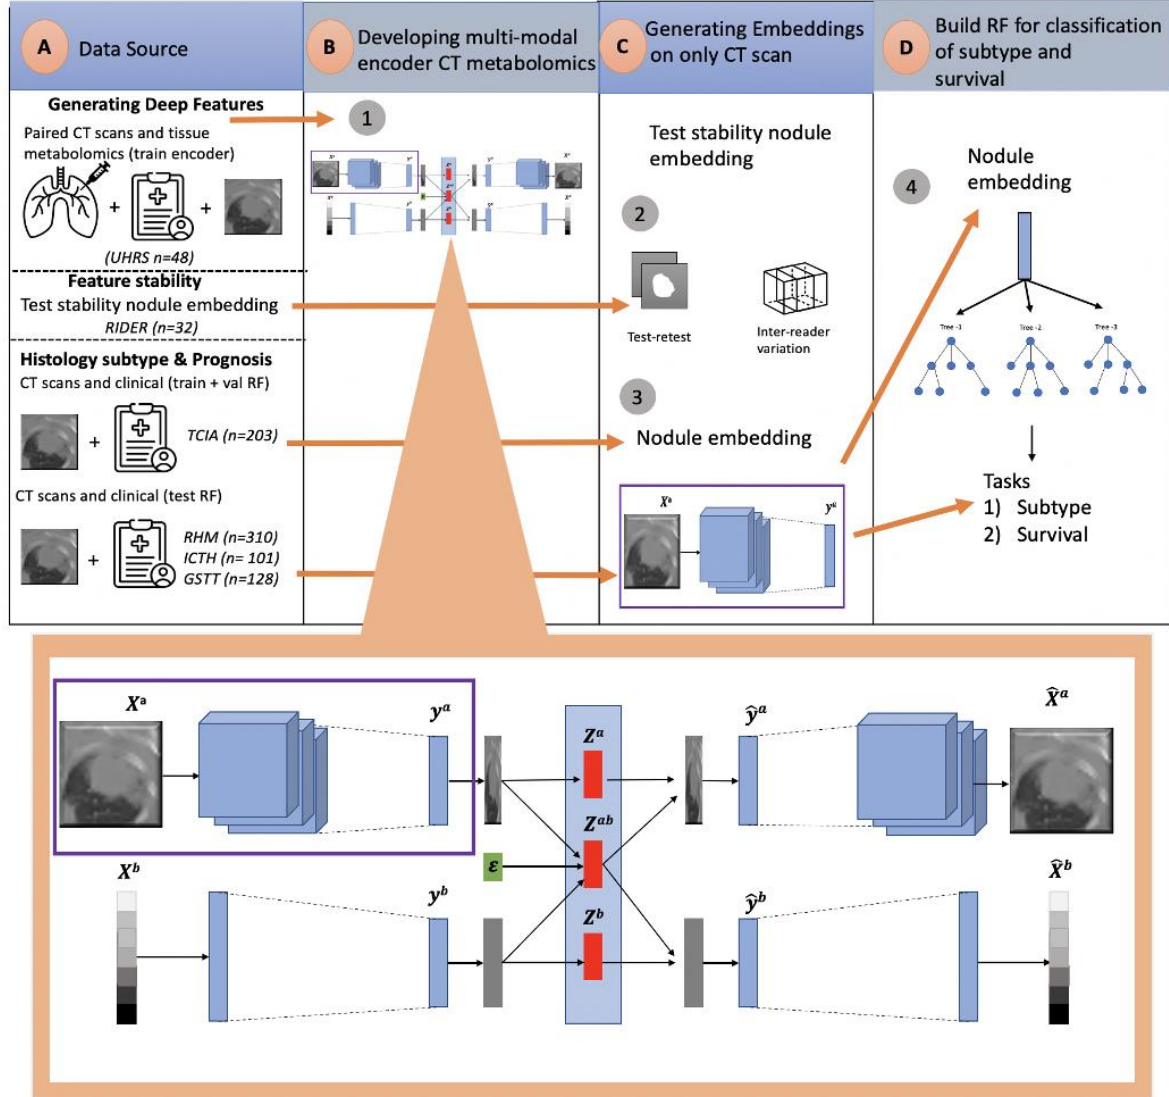 A
Data Source
B
Developing multi-modal
encoder CT metabolomics
C
Generating Embeddings
on only CT scan
D
Build RF for classification
of subtype and
survival
Generating Deep Features
Paired CT scans and tissue
metabolomics (train encoder)
+
+
(UHRS n=48)
Feature stability
Test stability nodule embedding
RIDER (n=32)
Histology subtype & Prognosis
CT scans and clinical (train + val RF)
+
TCIA (n=203)
CT scans and clinical (test RF)
+
RHM (n=310)
ICTH (n= 101)
GSTT (n=128)
1
Test stability nodule
embedding
2
Test-retest
Inter-reader
variation
3
Nodule embedding
Xª
yª
4
Nodule
embedding
Tree -1
Tree -2
Tree -3
Tasks
1) Subtype
2) Survival
Xª
yª
Zª
ŷª
X̂ª
Zᵃᵇ
ε
Xᵇ
yᵇ
Zᵇ
ŷᵇ
X̂ᵇ